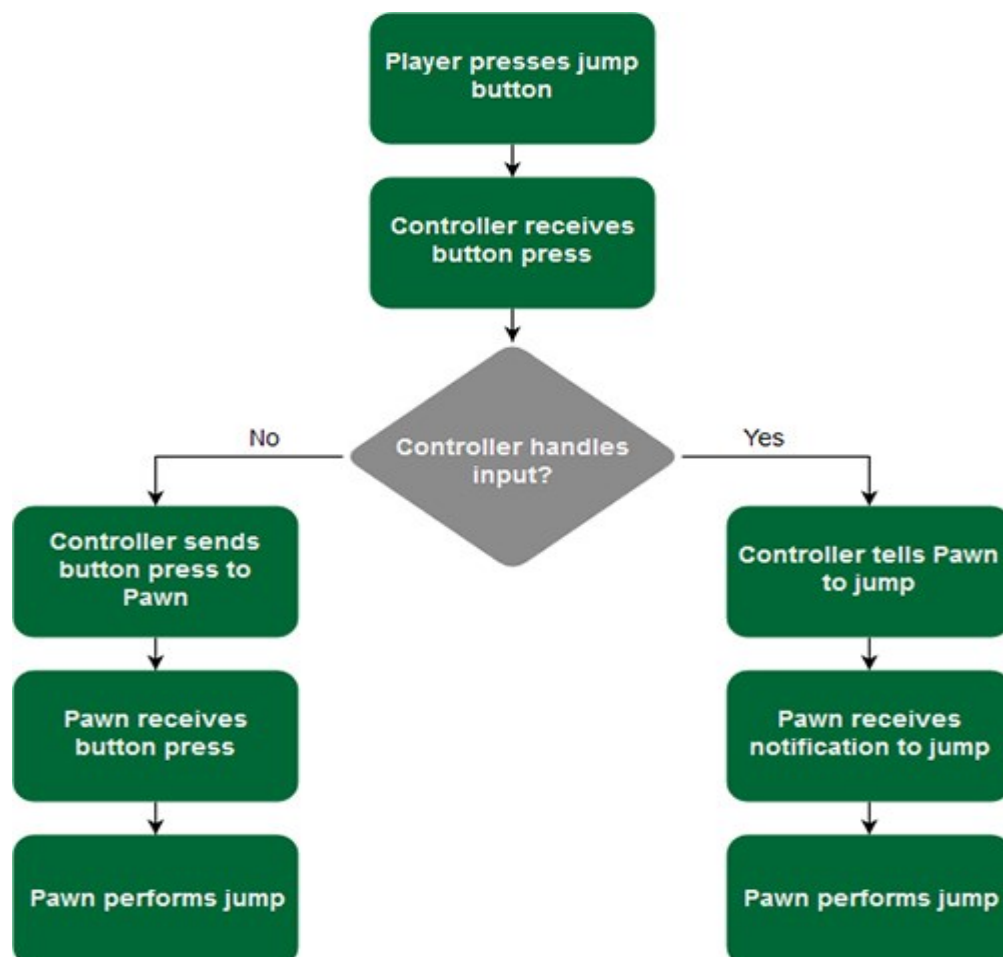 Player presses jump
button
Controller receives
button press
Controller handles
input?
No
Yes
Controller sends
button press to
Pawn
Pawn receives
button press
Pawn performs jump
Controller tells Pawn
to jump
Pawn receives
notification to jump
Pawn performs jump